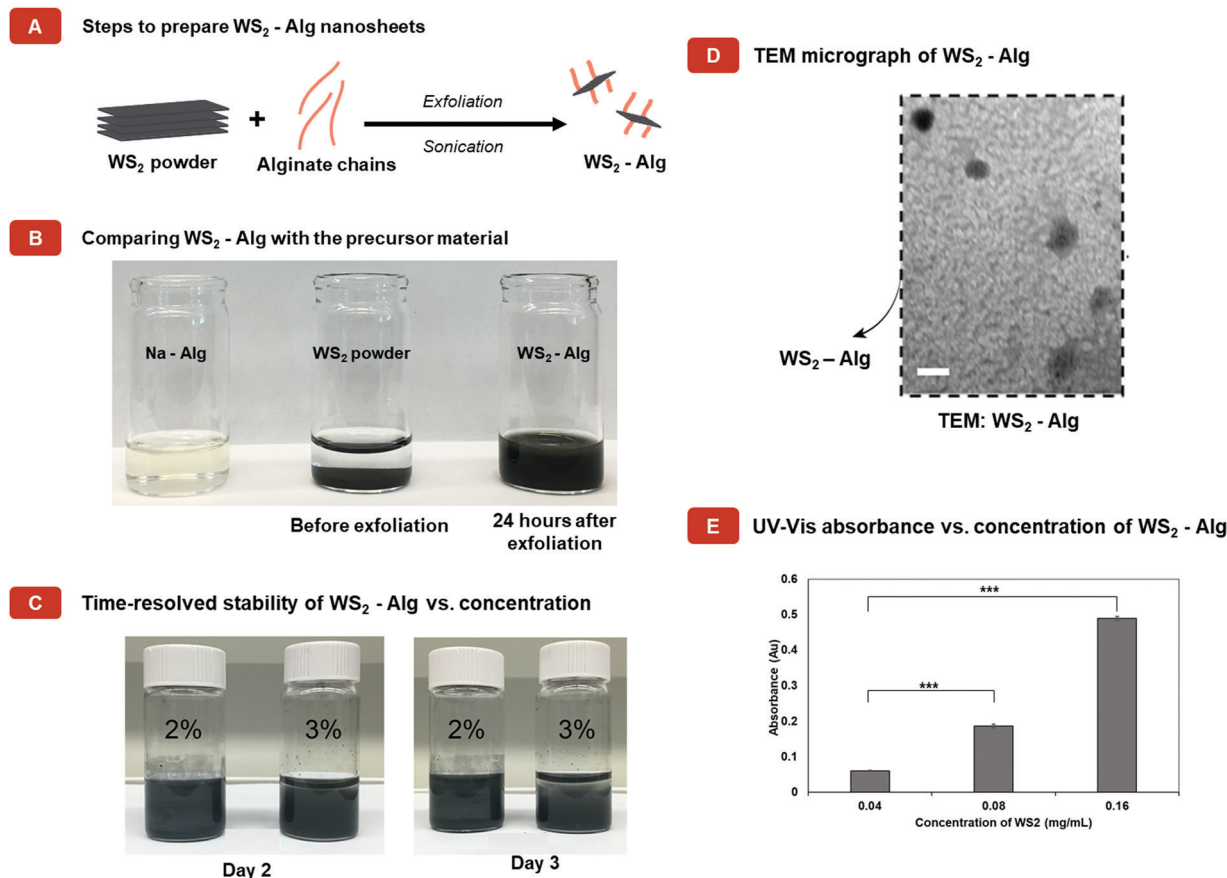 A
Steps to prepare WS₂ - Alg nanosheets
WS₂ powder
+
Alginate chains
Exfoliation
Sonication
WS₂ - Alg
B
Comparing WS₂ - Alg with the precursor material
Na - Alg
WS₂ powder
WS₂ - Alg
Before exfoliation
24 hours after
exfoliation
C
Time-resolved stability of WS₂ - Alg vs. concentration
2%
3%
2%
3%
Day 2
Day 3
D
TEM micrograph of WS₂ - Alg
WS₂ – Alg
TEM: WS₂ - Alg
E
UV-Vis absorbance vs. concentration of WS₂ - Alg
Absorbance (Au)
0.6
0.5
0.4
0.3
0.2
0.1
0
***
***
0.04
0.08
0.16
Concentration of WS2 (mg/mL)